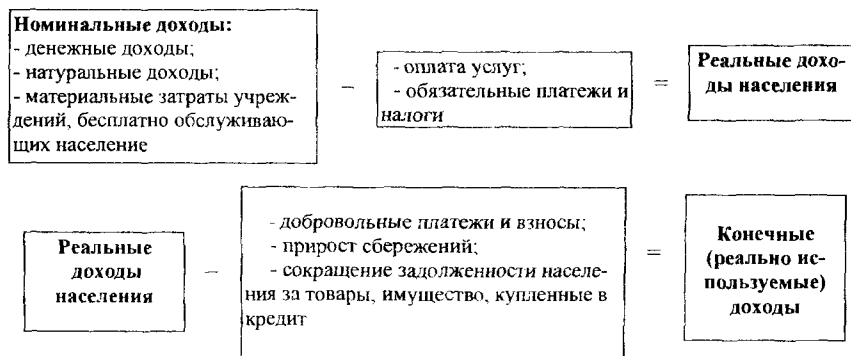 Номинальные доходы:
- денежные доходы;
- натуральные доходы;
- материальные затраты учреж-
дений, бесплатно обслуживаю-
щих население
–
- оплата услуг;
- обязательные платежи и
налоги
=
Реальные дохо-
ды населения
Реальные
доходы
населения
–
- добровольные платежи и взносы;
- прирост сбережений;
- сокращение задолженности населе-
ния за товары, имущество, купленные в
кредит
=
Конечные
(реально ис-
пользуемые)
доходы